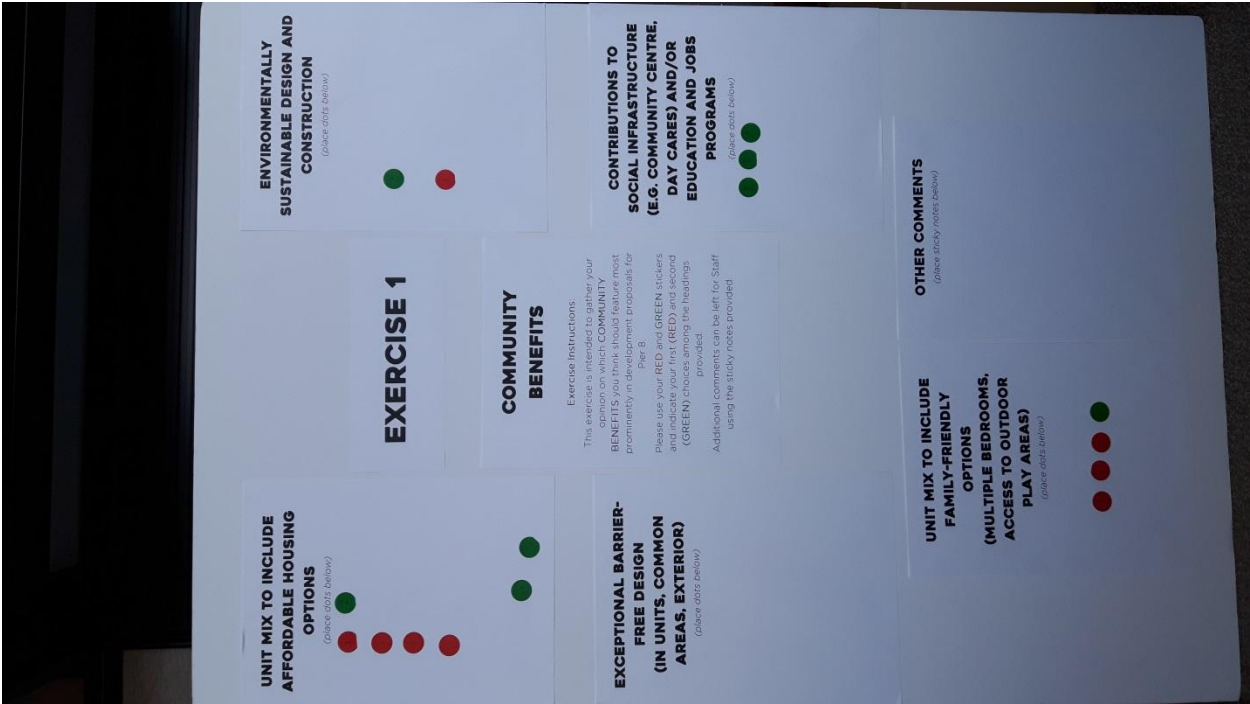 UNIT MIX TO INCLUDE
AFFORDABLE HOUSING
OPTIONS
(place dots below)
EXERCISE 1
ENVIRONMENTALLY
SUSTAINABLE DESIGN AND
CONSTRUCTION
(place dots below)
COMMUNITY
BENEFITS
Exercise Instructions:
This exercise is intended to gather your
opinion on which COMMUNITY
BENEFITS you think should feature most
prominently in development proposals for
Pier 8.
Please use your RED and GREEN stickers
and indicate your first (RED) and second
(GREEN) choices among the headings
provided.
Additional comments can be left for Staff
using the sticky notes provided
EXCEPTIONAL BARRIER-
FREE DESIGN
(IN UNITS, COMMON
AREAS, EXTERIOR)
(place dots below)
CONTRIBUTIONS TO
SOCIAL INFRASTRUCTURE
(E.G. COMMUNITY CENTRE,
DAY CARES) AND/OR
EDUCATION AND JOBS
PROGRAMS
(place dots below)
UNIT MIX TO INCLUDE
FAMILY-FRIENDLY
OPTIONS
(MULTIPLE BEDROOMS,
ACCESS TO OUTDOOR
PLAY AREAS)
(place dots below)
OTHER COMMENTS
(place sticky notes below)